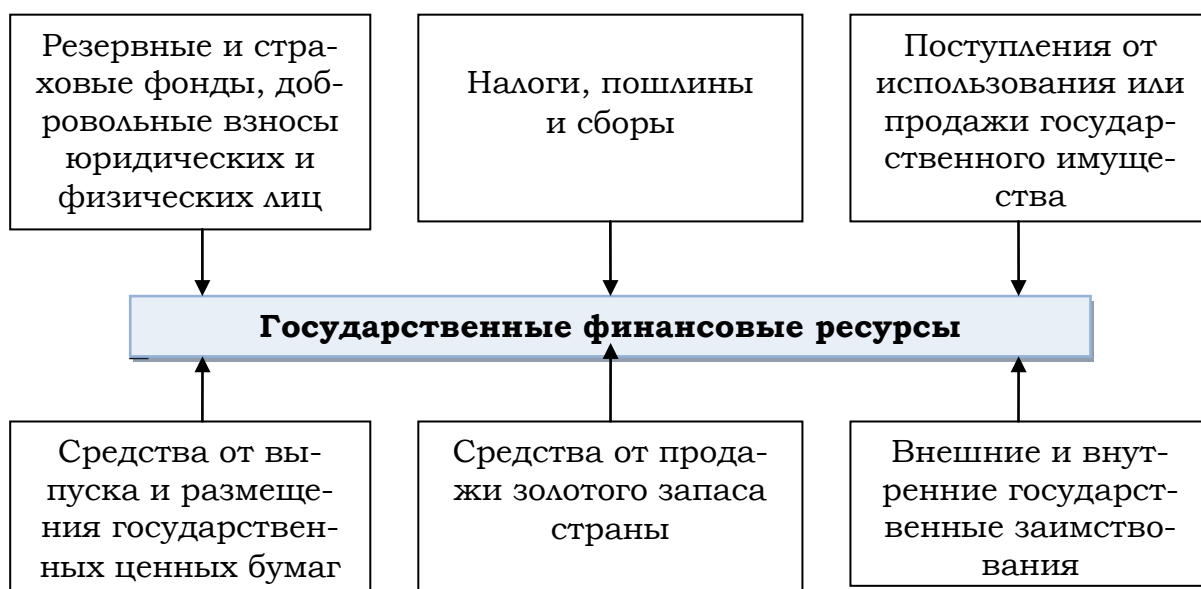 Резервные и стра-
ховые фонды, доб-
ровольные взносы
юридических и
физических лиц
Налоги, пошлины
и сборы
Поступления от
использования или
продажи государ-
ственного имуще-
ства
Государственные финансовые ресурсы
Средства от вы-
пуска и размеще-
ния государствен-
ных ценных бумаг
Средства от прода-
жи золотого запаса
страны
Внешние и внут-
ренние государст-
венные заимство-
вания